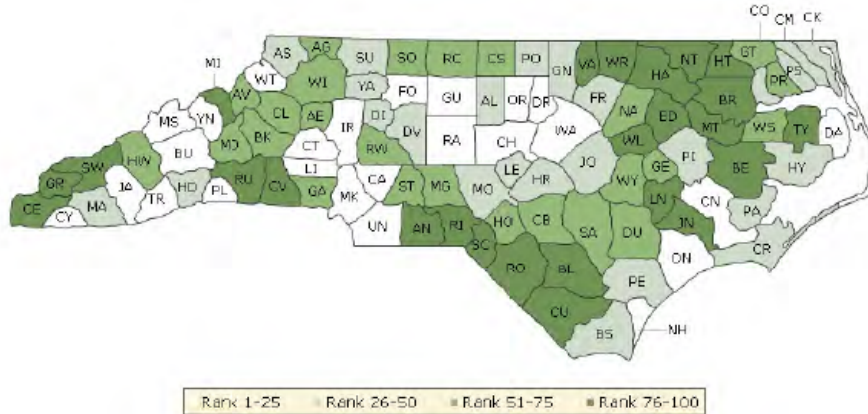 CO CM CK
AS AG SU SO RC CS PO GN VA WR HA NT HT GT PS
MI WT AV WI YA FO GU AL OR DR FR NA ED BR PR
MS YN CL AE IR DI DV RA CH WA WL MT WS TY DA
BU MD BK CT RW JO PI BE HY
SW HW LI CA LE HR GE WY
GR JA HD RU CV GA MK ST MG MO LN CN PA
CE CY MA TR PL UN AN RI HO CB SA DU JN CR
SC RO BL ON
PE
CU
BS NH
Rank 1-25 Rank 26-50 Rank 51-75 Rank 76-100